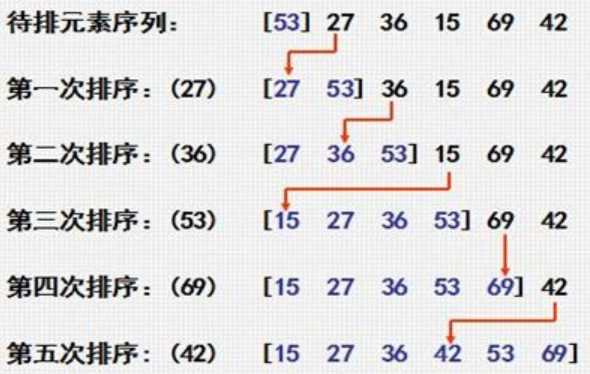 待排元素序列： [53] 27 36 15 69 42
第一次排序：(27) [27 53] 36 15 69 42
第二次排序：(36) [27 36 53] 15 69 42
第三次排序：(53) [15 27 36 53] 69 42
第四次排序：(69) [15 27 36 53 69] 42
第五次排序：(42) [15 27 36 42 53 69]